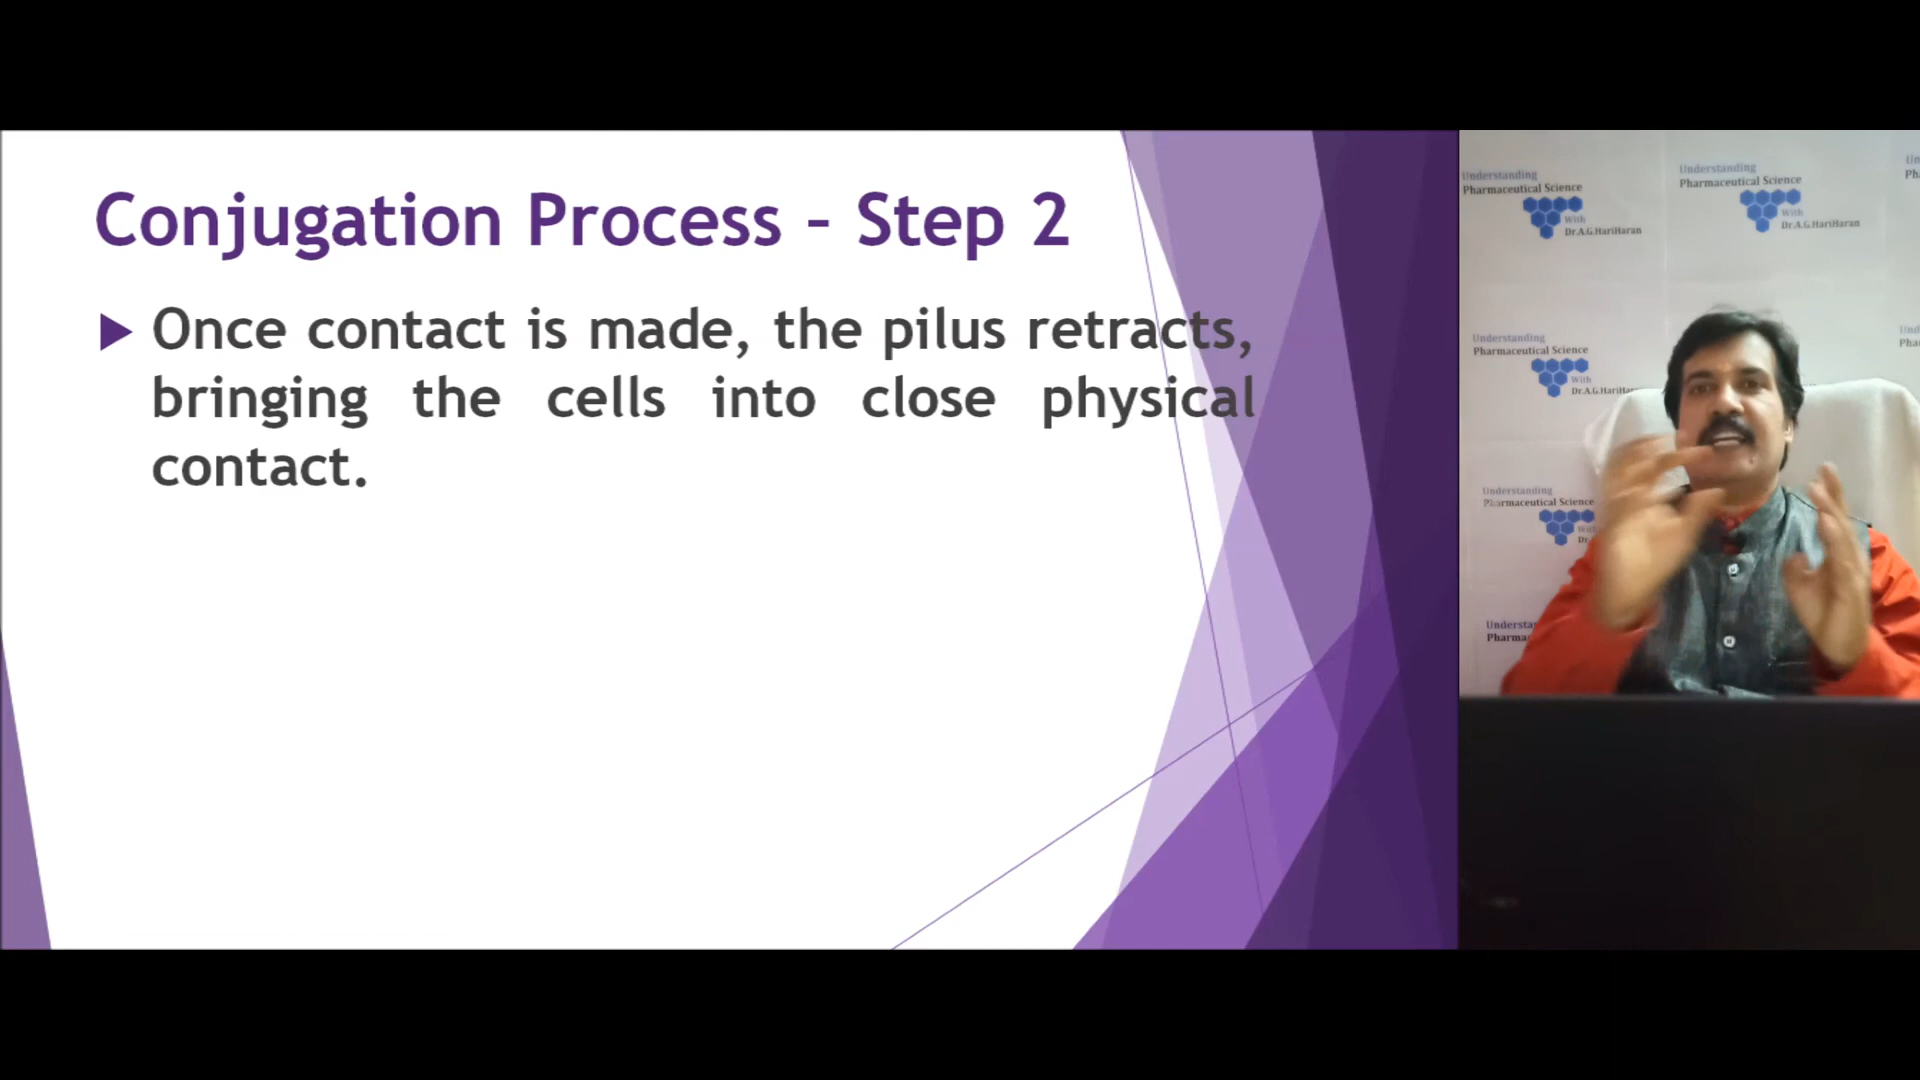 Conjugation Process – Step 2
Once contact is made, the pilus retracts,
bringing the cells into close physical
contact.
Understanding
Pharmaceutical Science
With
Dr.A.G.HariHaran
Understanding
Pharmaceutical Science
With
Dr.A.G.HariHaran
Understanding
Pharmaceutical Science
With
Understanding
Pharmaceutical Science